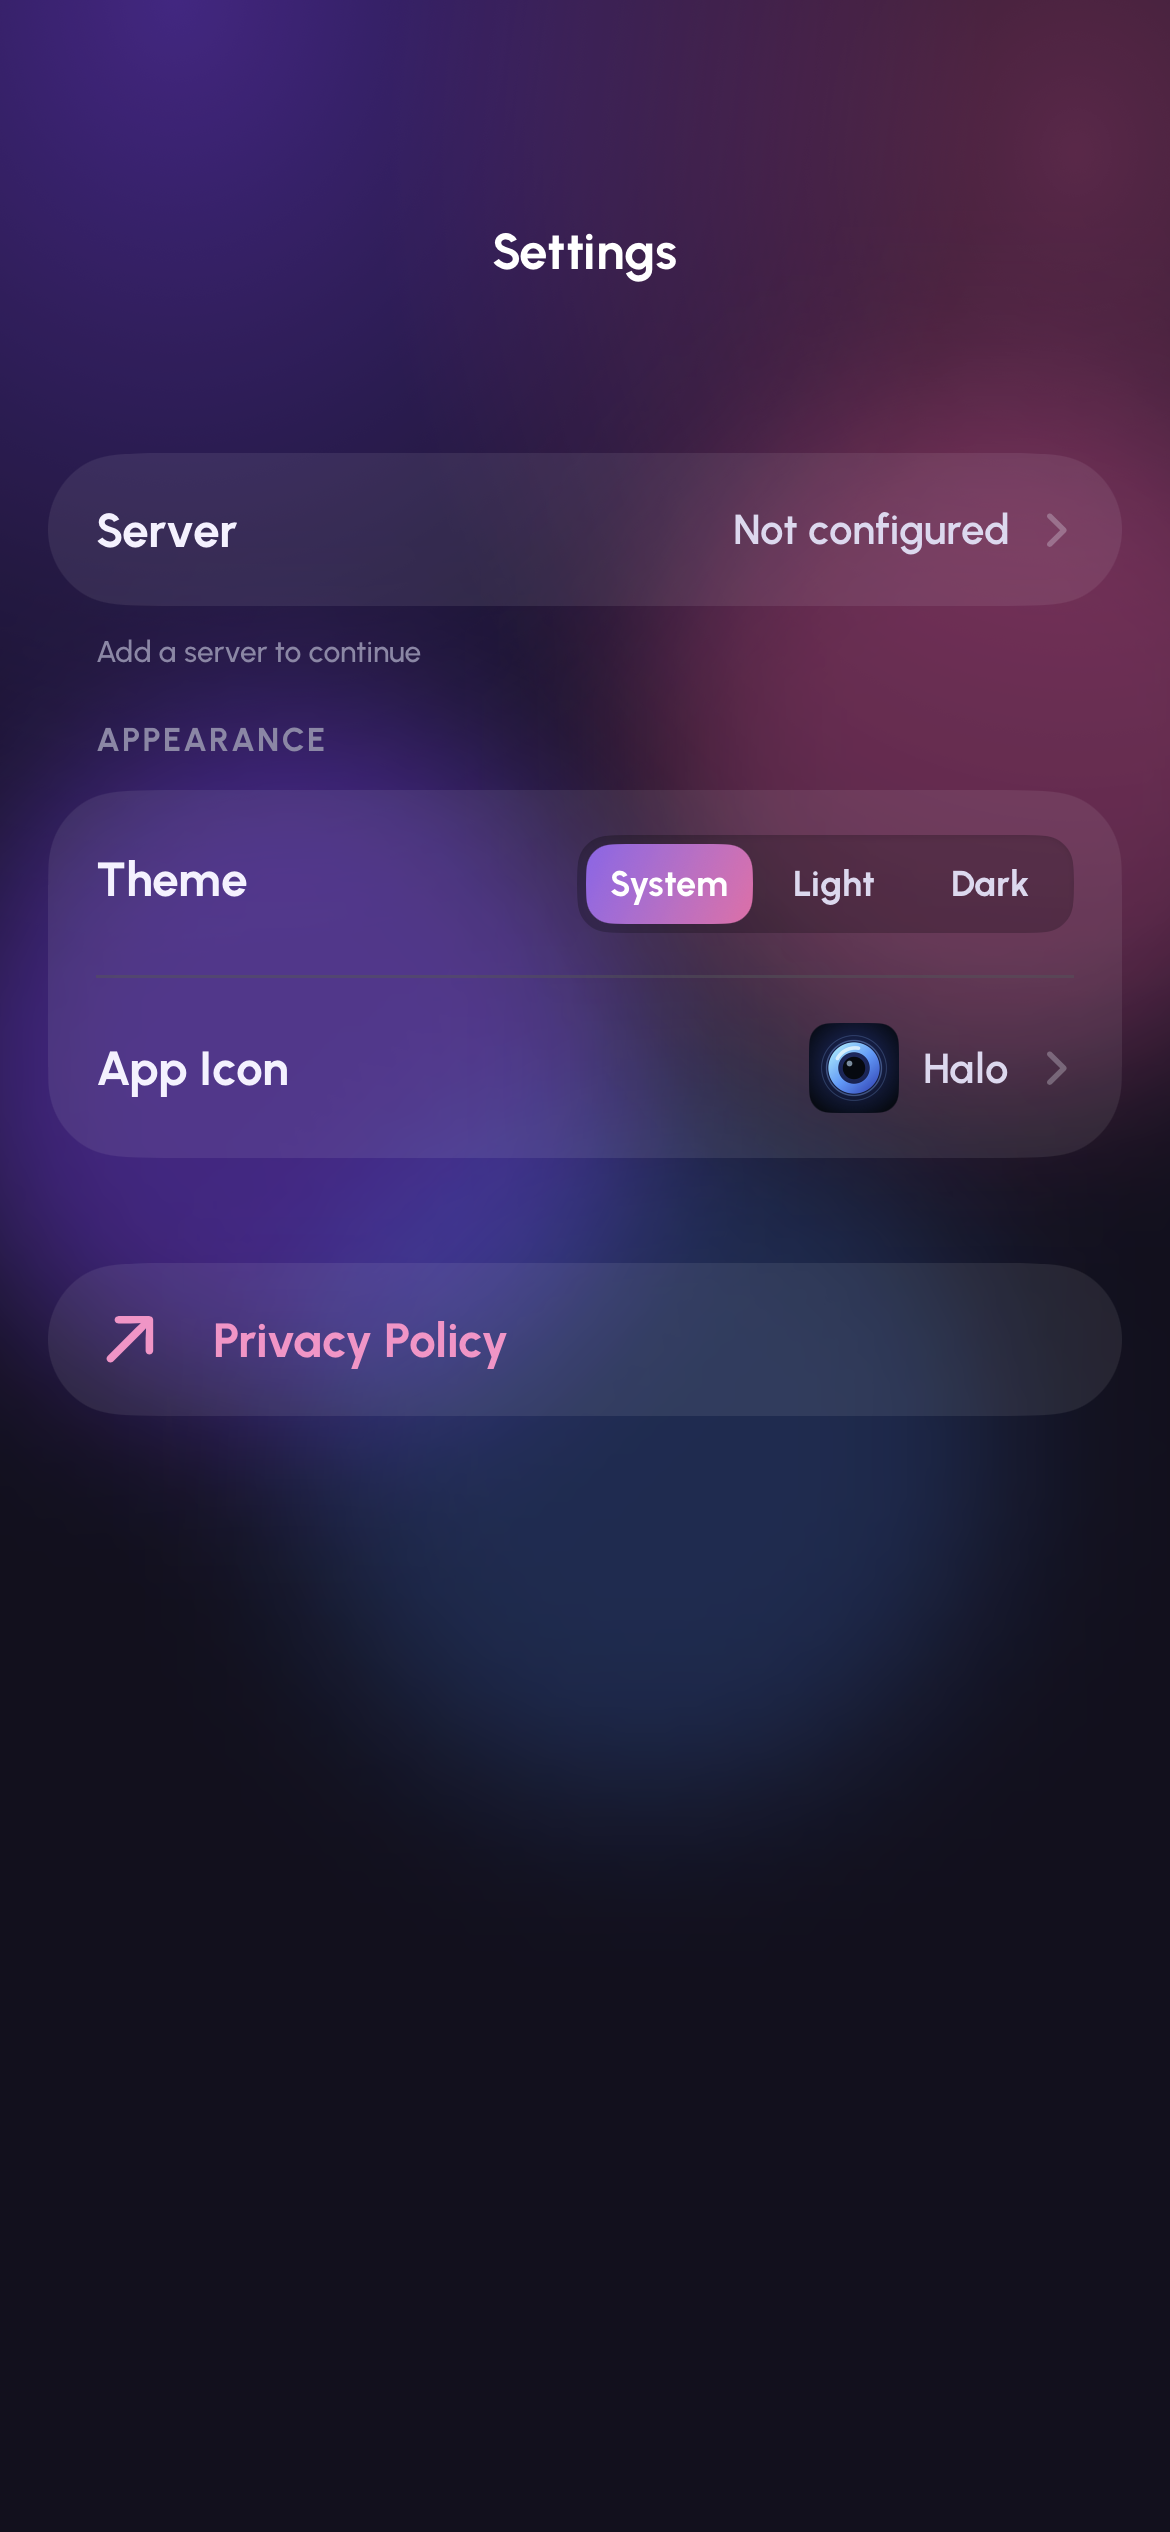 Settings
Server
Not configured
Add a server to continue
APPEARANCE
Theme
System
Light
Dark
App Icon
Halo
Privacy Policy